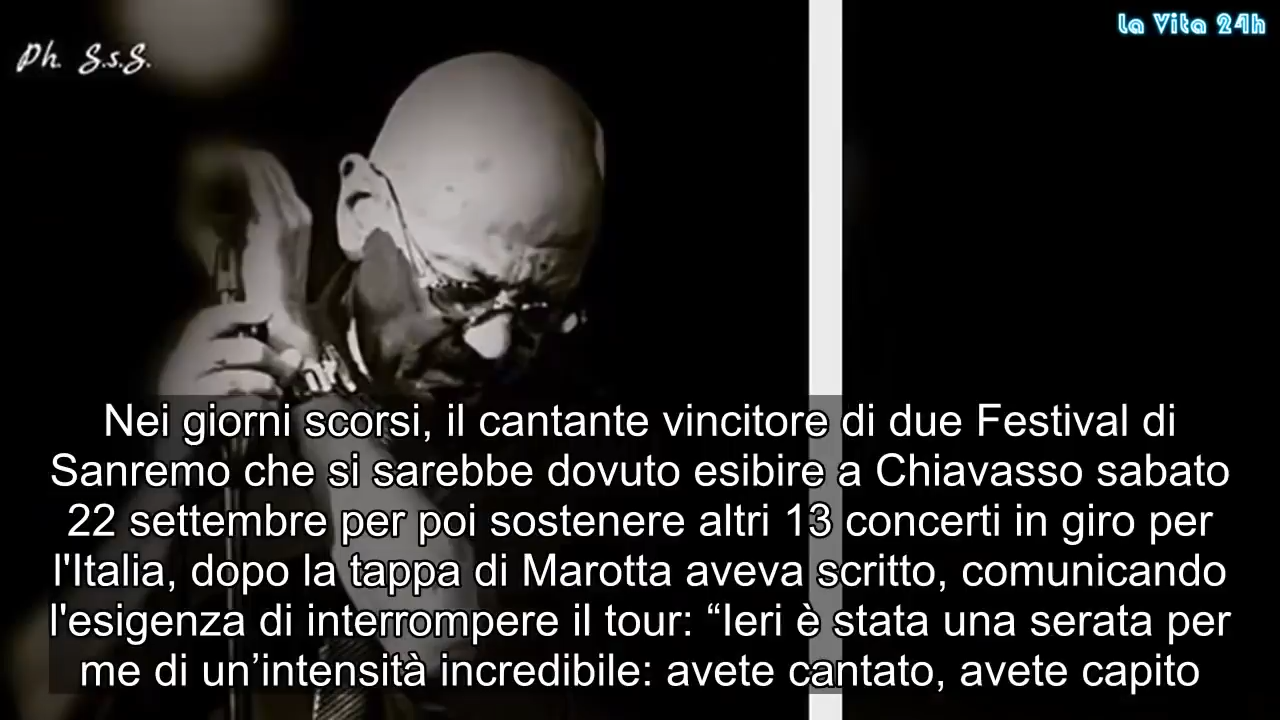 Ph. S.s.S.
La Vita 24h
Nei giorni scorsi, il cantante vincitore di due Festival di
Sanremo che si sarebbe dovuto esibire a Chiavasso sabato
22 settembre per poi sostenere altri 13 concerti in giro per
l'Italia, dopo la tappa di Marotta aveva scritto, comunicando
l'esigenza di interrompere il tour: “Ieri è stata una serata per
me di un’intensità incredibile: avete cantato, avete capito